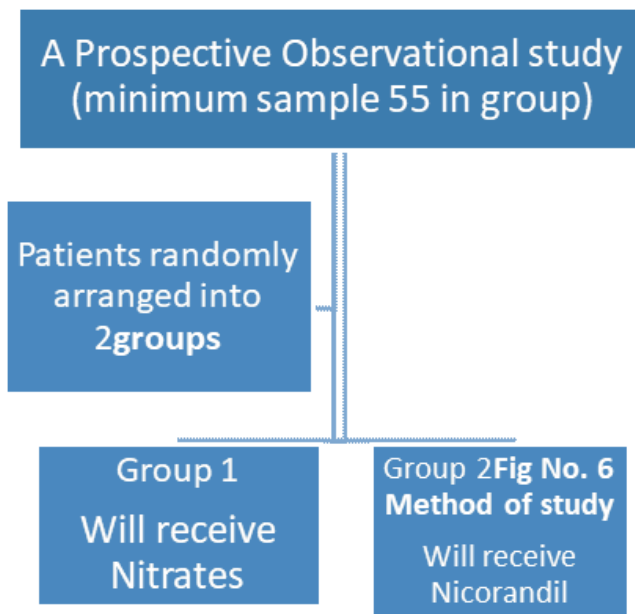 A Prospective Observational study
(minimum sample 55 in group)
Patients randomly
arranged into
2groups
Group 1
Will receive
Nitrates
Group 2Fig No. 6
Method of study
Will receive
Nicorandil